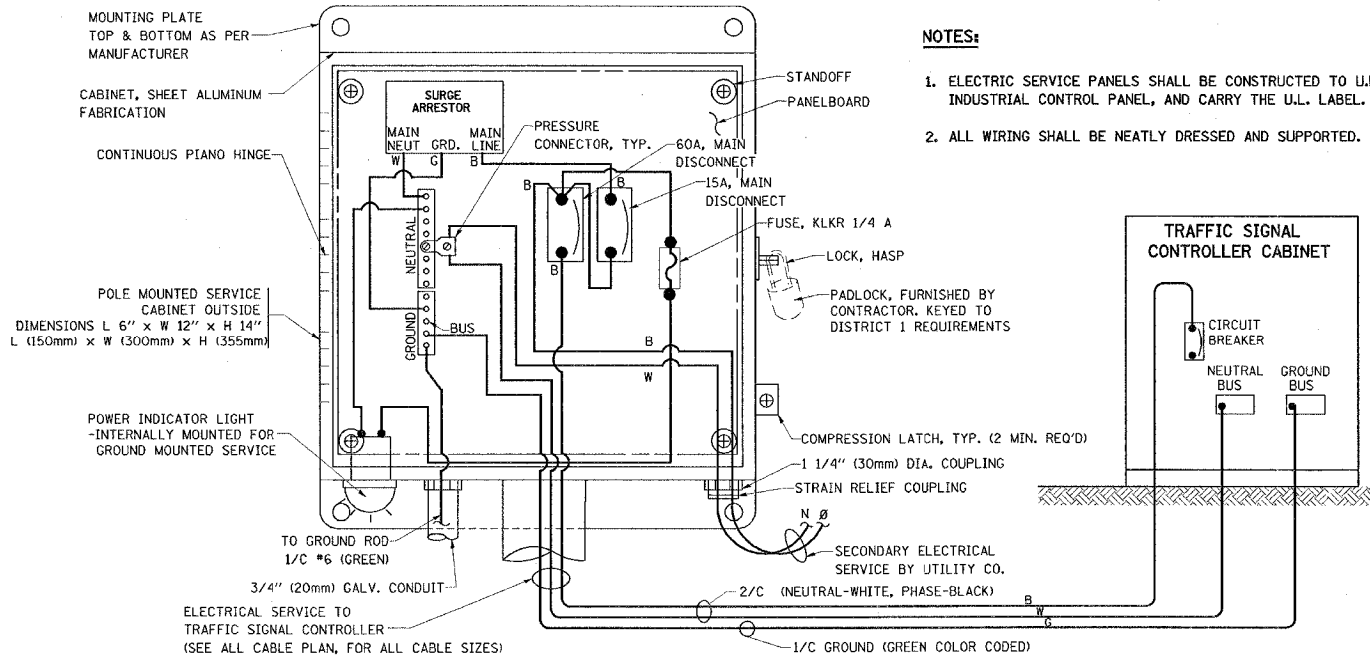 MOUNTING PLATE
TOP & BOTTOM AS PER
MANUFACTURER
CABINET, SHEET ALUMINUM
FABRICATION
CONTINUOUS PIANO HINGE
POLE MOUNTED SERVICE
CABINET OUTSIDE
DIMENSIONS L 6" x W 12" x H 14"
L (150mm) x W (300mm) x H (355mm)
POWER INDICATOR LIGHT
-INTERNALLY MOUNTED FOR
GROUND MOUNTED SERVICE
SURGE
ARRESTOR
MAIN NEUT
GRD.
MAIN LINE
W
G
B
NEUTRAL
GROUND
BUS
PRESSURE
CONNECTOR, TYP.
B
B
B
B
W
STANDOFF
PANELBOARD
60A, MAIN
DISCONNECT
15A, MAIN
DISCONNECT
FUSE, KLKR 1/4 A
LOCK, HASP
PADLOCK, FURNISHED BY
CONTRACTOR. KEYED TO
DISTRICT 1 REQUIREMENTS
COMPRESSION LATCH, TYP. (2 MIN. REQ'D)
1 1/4" (30mm) DIA. COUPLING
STRAIN RELIEF COUPLING
N Ø
SECONDARY ELECTRICAL
SERVICE BY UTILITY CO.
TO GROUND ROD
1/C #6 (GREEN)
3/4" (20mm) GALV. CONDUIT
ELECTRICAL SERVICE TO
TRAFFIC SIGNAL CONTROLLER
(SEE ALL CABLE PLAN, FOR ALL CABLE SIZES)
2/C (NEUTRAL-WHITE, PHASE-BLACK)
B
W
G
1/C GROUND (GREEN COLOR CODED)
NOTES:
1. ELECTRIC SERVICE PANELS SHALL BE CONSTRUCTED TO U.
INDUSTRIAL CONTROL PANEL, AND CARRY THE U.L. LABEL.
2. ALL WIRING SHALL BE NEATLY DRESSED AND SUPPORTED.
TRAFFIC SIGNAL
CONTROLLER CABINET
CIRCUIT
BREAKER
NEUTRAL
BUS
GROUND
BUS